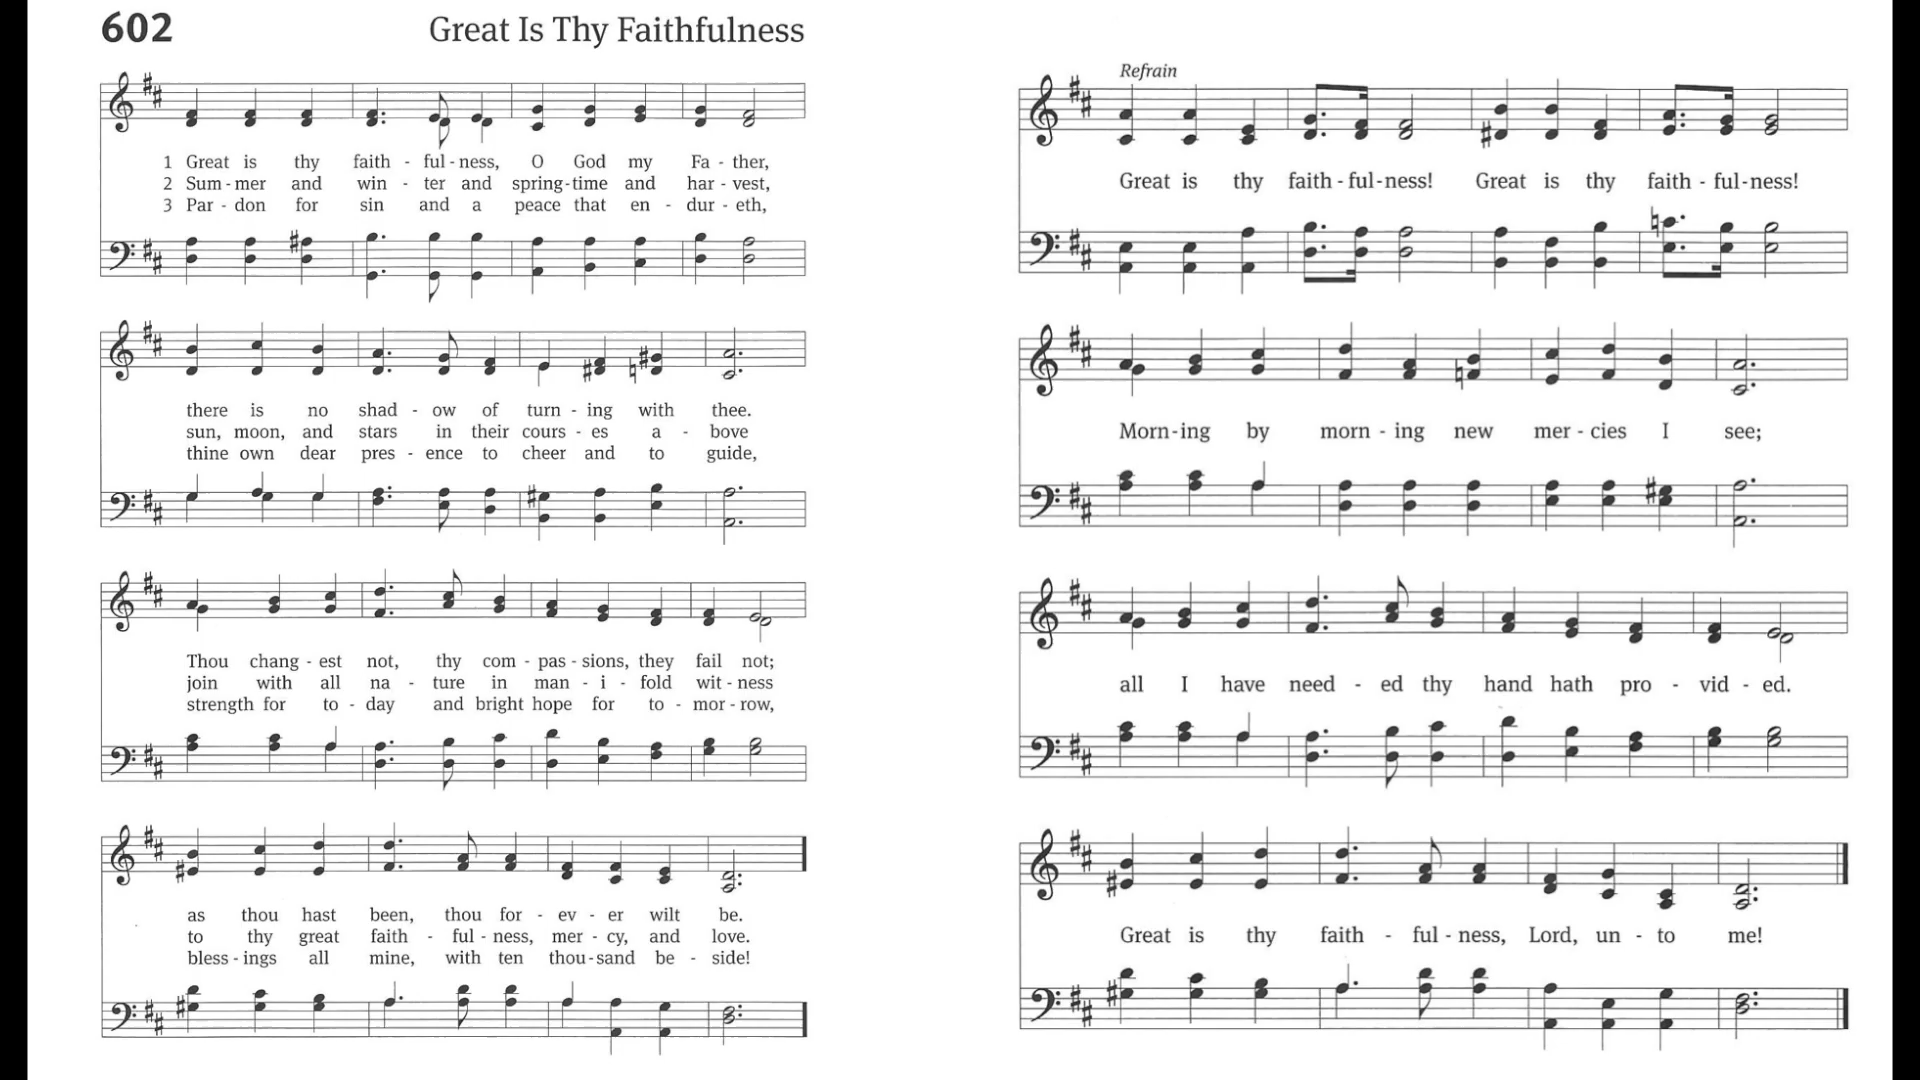 602 Great Is Thy Faithfulness
1 Great is thy faith - ful - ness, O God my Fa - ther,
2 Sum - mer and win - ter and spring - time and har - vest,
3 Par - don for sin and a peace that en - dur - eth,
there is no shad - ow of turn - ing with thee.
sun, moon, and stars in their cours - es a - bove
thine own dear pres - ence to cheer and to guide,
Thou chang - est not, thy com - pas - sions, they fail not;
join with all na - ture in man - i - fold wit - ness
strength for to - day and bright hope for to - mor - row,
as thou hast been, thou for - ev - er wilt be.
to thy great faith - ful - ness, mer - cy, and love.
bless - ings all mine, with ten thou - sand be - side!
Refrain
Great is thy faith - ful - ness! Great is thy faith - ful - ness!
Morn - ing by morn - ing new mer - cies I see;
all I have need - ed thy hand hath pro - vid - ed.
Great is thy faith - ful - ness, Lord, un - to me!